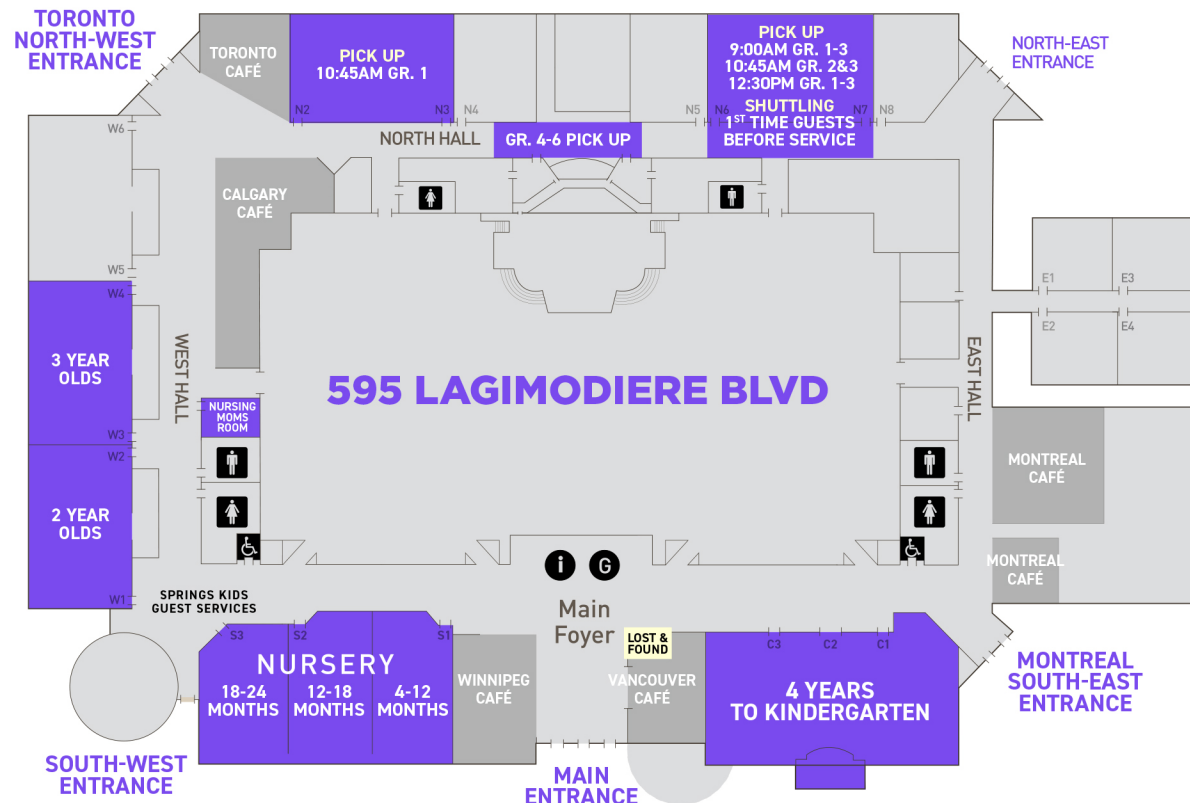 TORONTO
NORTH-WEST
ENTRANCE
TORONTO
CAFÉ
PICK UP
10:45AM GR. 1
PICK UP
9:00AM GR. 1-3
10:45AM GR. 2&3
12:30PM GR. 1-3
SHUTTLING
1ST TIME GUESTS
BEFORE SERVICE
NORTH-EAST
ENTRANCE
N2
N3
N4
N5
N6
N7
N8
W6
NORTH HALL
GR. 4-6 PICK UP
CALGARY
CAFÉ
W5
W4
E1
E3
E2
E4
3 YEAR
OLDS
WEST HALL
EAST HALL
595 LAGIMODIERE BLVD
NURSING
MOMS
ROOM
W3
W2
MONTREAL
CAFÉ
2 YEAR
OLDS
i
G
MONTREAL
CAFÉ
W1
SPRINGS KIDS
GUEST SERVICES
Main
Foyer
S3
S2
S1
LOST &
FOUND
C3
C2
C1
NURSERY
18-24
MONTHS
12-18
MONTHS
4-12
MONTHS
WINNIPEG
CAFÉ
VANCOUVER
CAFÉ
4 YEARS
TO KINDERGARTEN
MONTREAL
SOUTH-EAST
ENTRANCE
SOUTH-WEST
ENTRANCE
MAIN
ENTRANCE